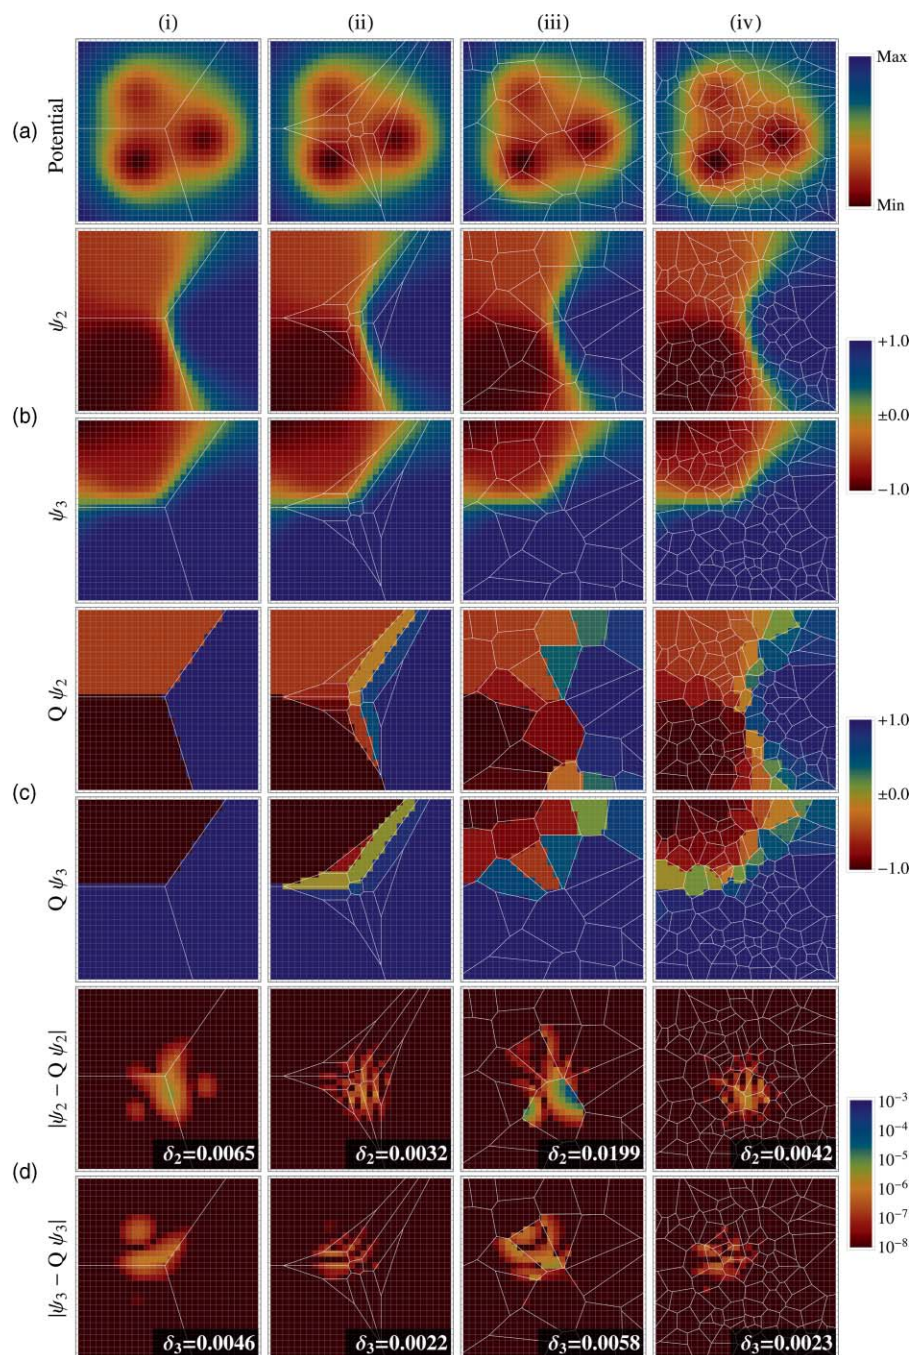 (i) (ii) (iii) (iv)
(a) Potential
Max
Min
(b)
ψ2
ψ3
+1.0
±0.0
−1.0
(c)
Q ψ2
Q ψ3
+1.0
±0.0
−1.0
(d)
|ψ2 − Q ψ2|
δ2=0.0065 δ2=0.0032 δ2=0.0199 δ2=0.0042
|ψ3 − Q ψ3|
δ3=0.0046 δ3=0.0022 δ3=0.0058 δ3=0.0023
10⁻³
10⁻⁴
10⁻⁵
10⁻⁶
10⁻⁷
10⁻⁸